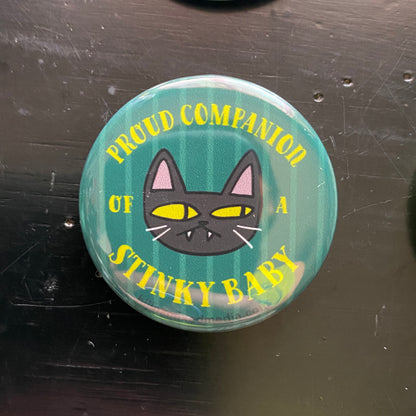 PROUD COMPANION
OF A
STINKY BABY